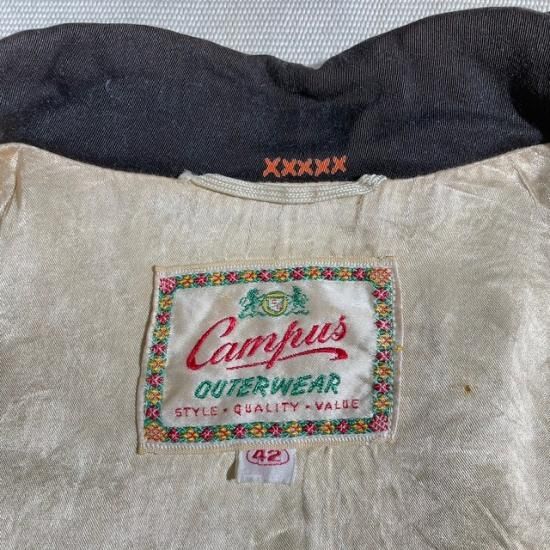 xxxxx
Campus
OUTERWEAR
STYLE • QUALITY • VALUE
42